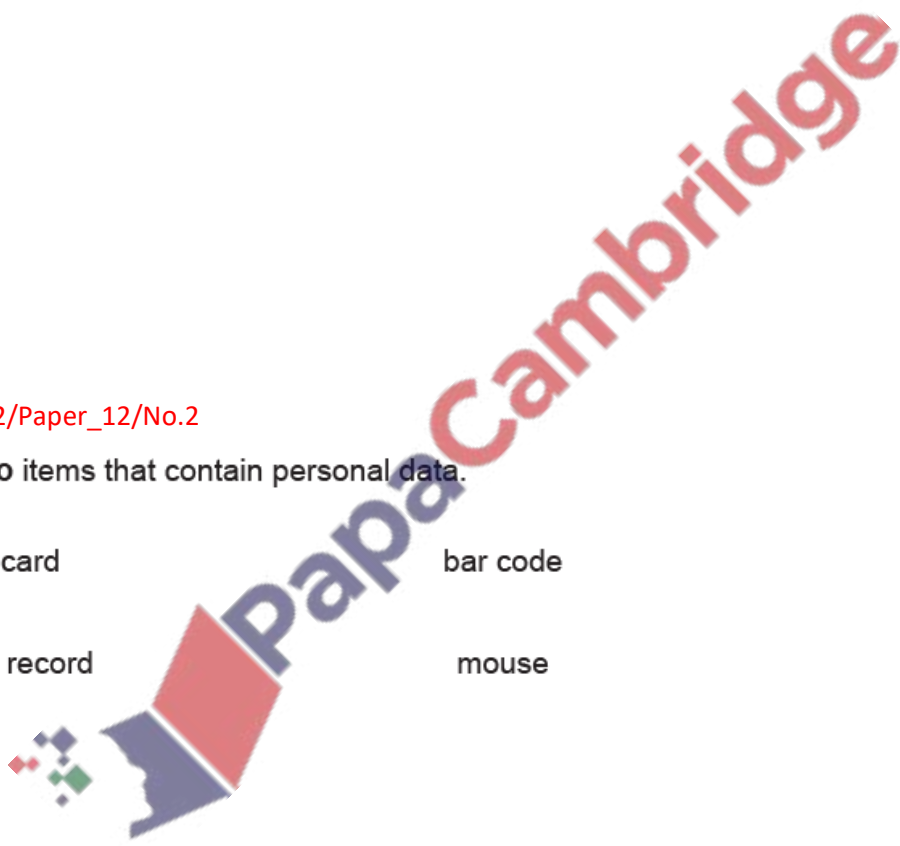 PapaCambridge
2/Paper_12/No.2
o items that contain personal data.
card bar code
record mouse